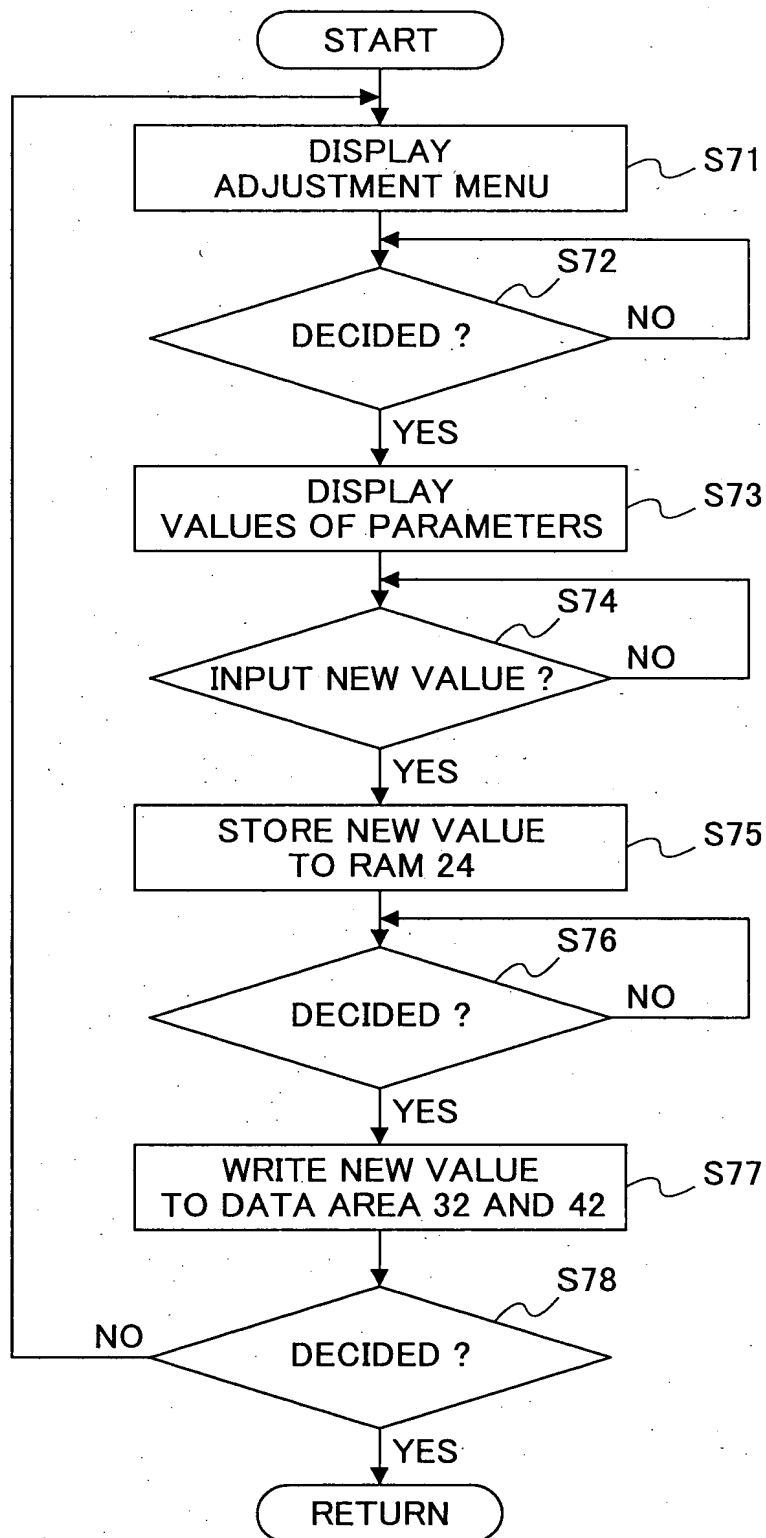 START
DISPLAY
ADJUSTMENT MENU
S71
S72
DECIDED ?
NO
YES
DISPLAY
VALUES OF PARAMETERS
S73
S74
INPUT NEW VALUE ?
NO
YES
STORE NEW VALUE
TO RAM 24
S75
S76
DECIDED ?
NO
YES
WRITE NEW VALUE
TO DATA AREA 32 AND 42
S77
S78
NO
DECIDED ?
YES
RETURN